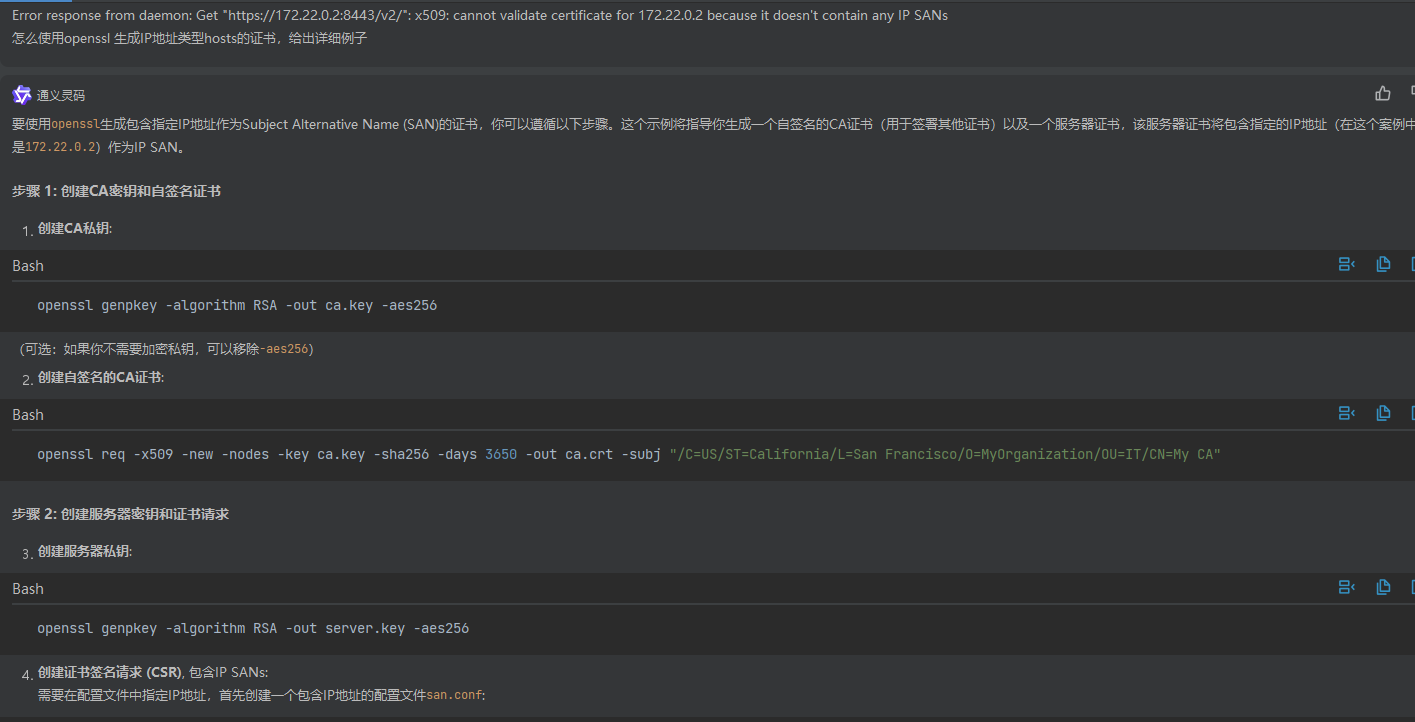 Error response from daemon: Get "https://172.22.0.2:8443/v2/": x509: cannot validate certificate for 172.22.0.2 because it doesn't contain any IP SANs
怎么使用openssl 生成IP地址类型hosts的证书，给出详细例子
通义灵码
要使用openssl生成包含指定IP地址作为Subject Alternative Name (SAN)的证书，你可以遵循以下步骤。这个示例将指导你生成一个自签名的CA证书（用于签署其他证书）以及一个服务器证书，该服务器证书将包含指定的IP地址（在这个案例中
是172.22.0.2）作为IP SAN。
步骤 1: 创建CA密钥和自签名证书
1. 创建CA私钥:
Bash
openssl genpkey -algorithm RSA -out ca.key -aes256
(可选：如果你不需要加密私钥，可以移除-aes256)
2. 创建自签名的CA证书:
Bash
openssl req -x509 -new -nodes -key ca.key -sha256 -days 3650 -out ca.crt -subj "/C=US/ST=California/L=San Francisco/O=MyOrganization/OU=IT/CN=My CA"
步骤 2: 创建服务器密钥和证书请求
3. 创建服务器私钥:
Bash
openssl genpkey -algorithm RSA -out server.key -aes256
4. 创建证书签名请求 (CSR), 包含IP SANs:
需要在配置文件中指定IP地址，首先创建一个包含IP地址的配置文件san.conf: